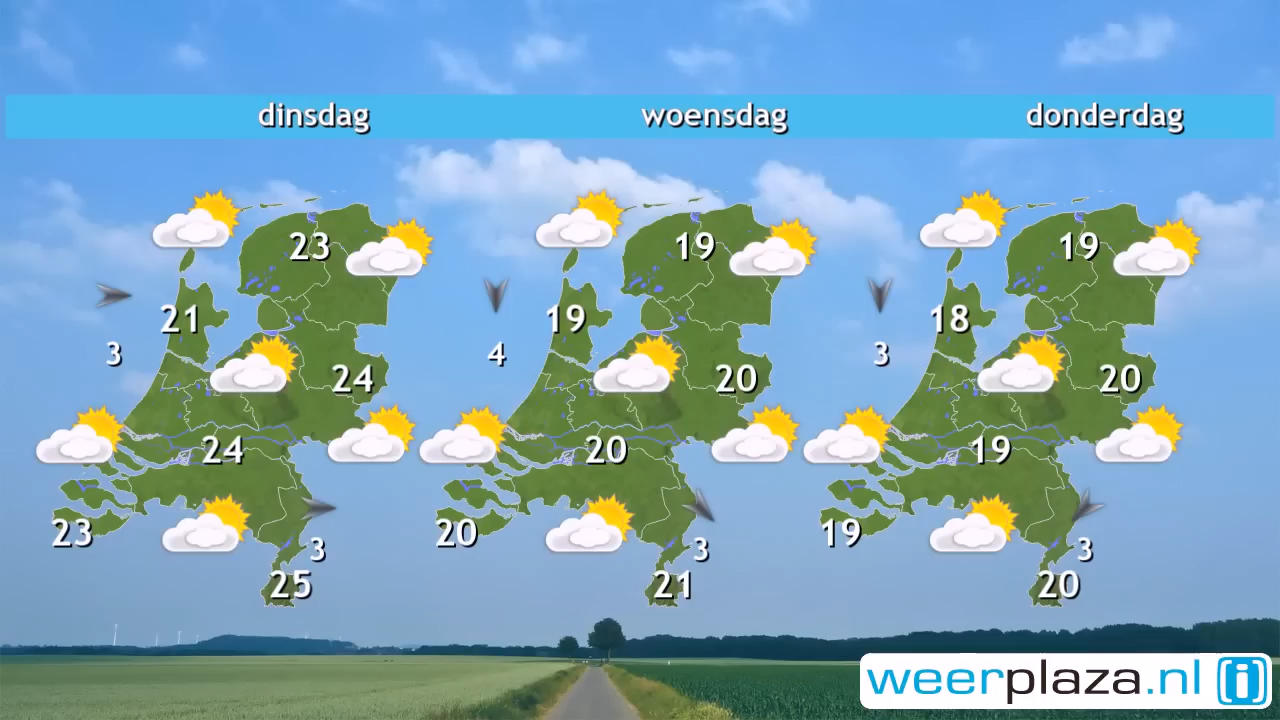 dinsdag woensdag donderdag
23 19 19
21 19 18
3 4 3
24 20 20
24 20 19
23 20 19
3 3 3
25 21 20
weerplaza.nl i